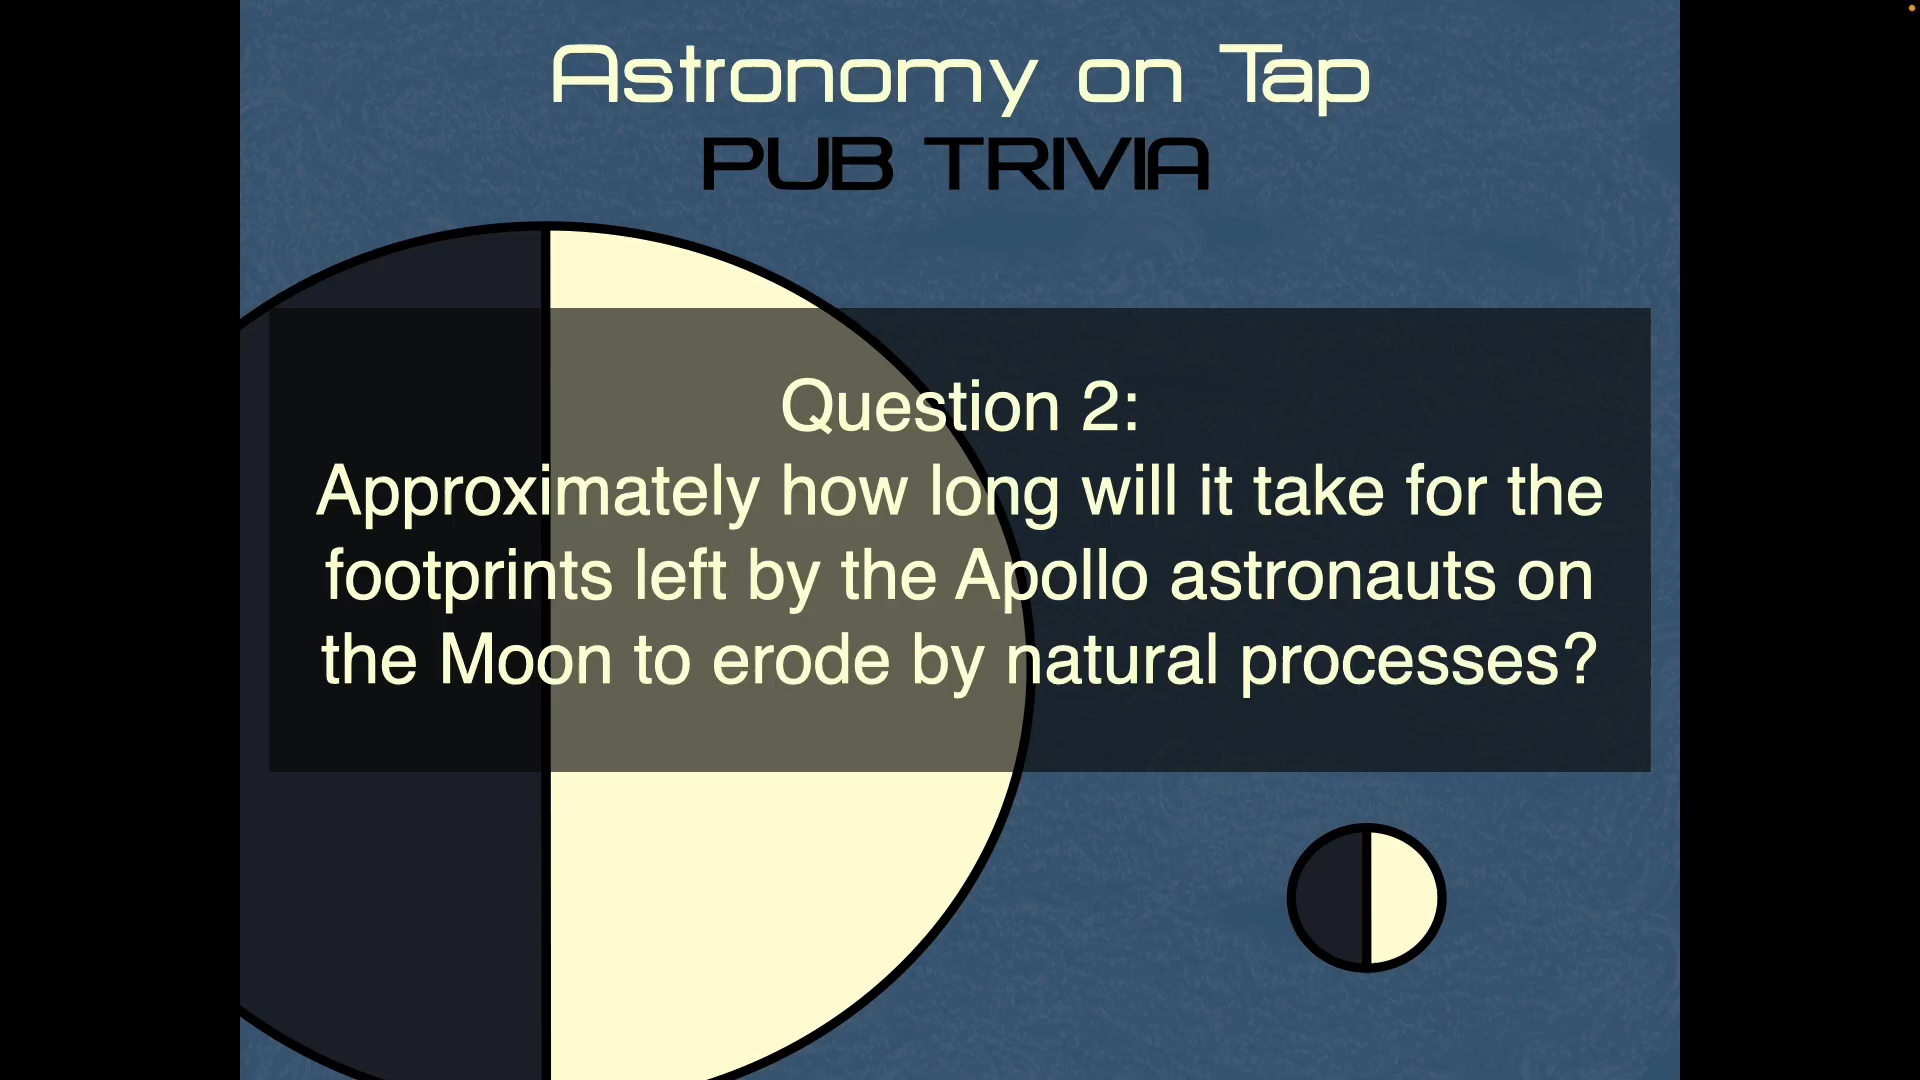 Astronomy on Tap
PUB TRIVIA
Question 2:
Approximately how long will it take for the
footprints left by the Apollo astronauts on
the Moon to erode by natural processes?